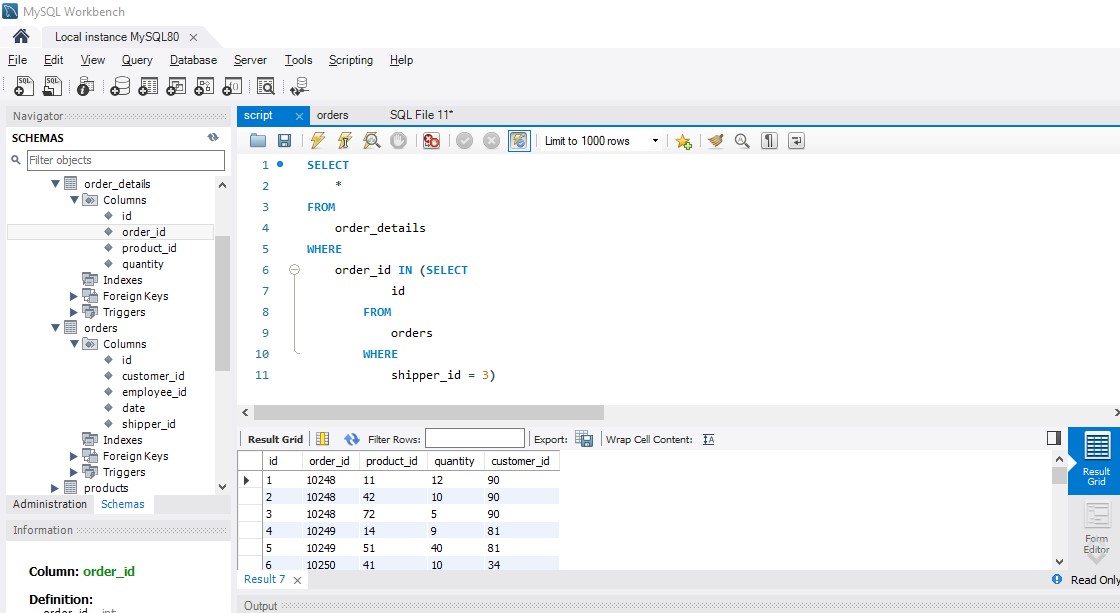 MySQL Workbench
Local instance MySQL80
File Edit View Query Database Server Tools Scripting Help
Navigator
SCHEMAS
Filter objects
order_details
Columns
id
order_id
product_id
quantity
Indexes
Foreign Keys
Triggers
orders
Columns
id
customer_id
employee_id
date
shipper_id
Indexes
Foreign Keys
Triggers
products
Administration Schemas
Information
Column: order_id
Definition:
order_id int
script orders SQL File 11*
Limit to 1000 rows
1 SELECT
2 *
3 FROM
4 order_details
5 WHERE
6 order_id IN (SELECT
7 id
8 FROM
9 orders
10 WHERE
11 shipper_id = 3)
Result Grid Filter Rows: Export: Wrap Cell Content:
id order_id product_id quantity customer_id
1 10248 11 12 90
2 10248 42 10 90
3 10248 72 5 90
4 10249 14 9 81
5 10249 51 40 81
6 10250 41 10 34
Result 7
Result
Grid
Form
Editor
Read Only
Output